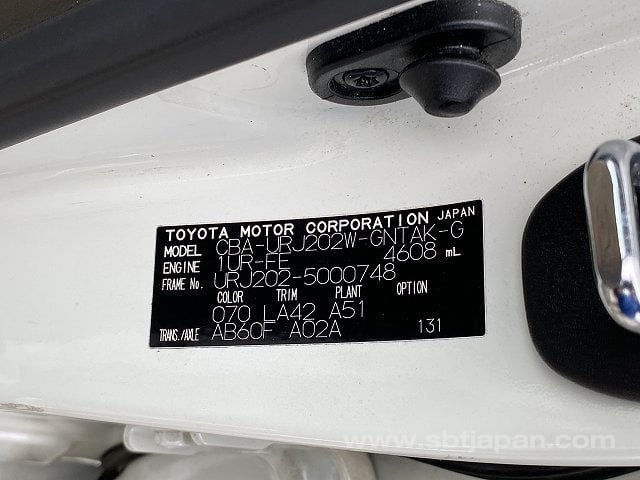 TOYOTA MOTOR CORPORATION JAPAN
MODEL CBA-URJ202W-GNTAK-G
ENGINE 1UR-FE 4608 mL
FRAME No. URJ202-5000748
COLOR TRIM PLANT OPTION
070 LA42 A51
TRANS./AXLE AB60F A02A 131
www.sbtjapan.com